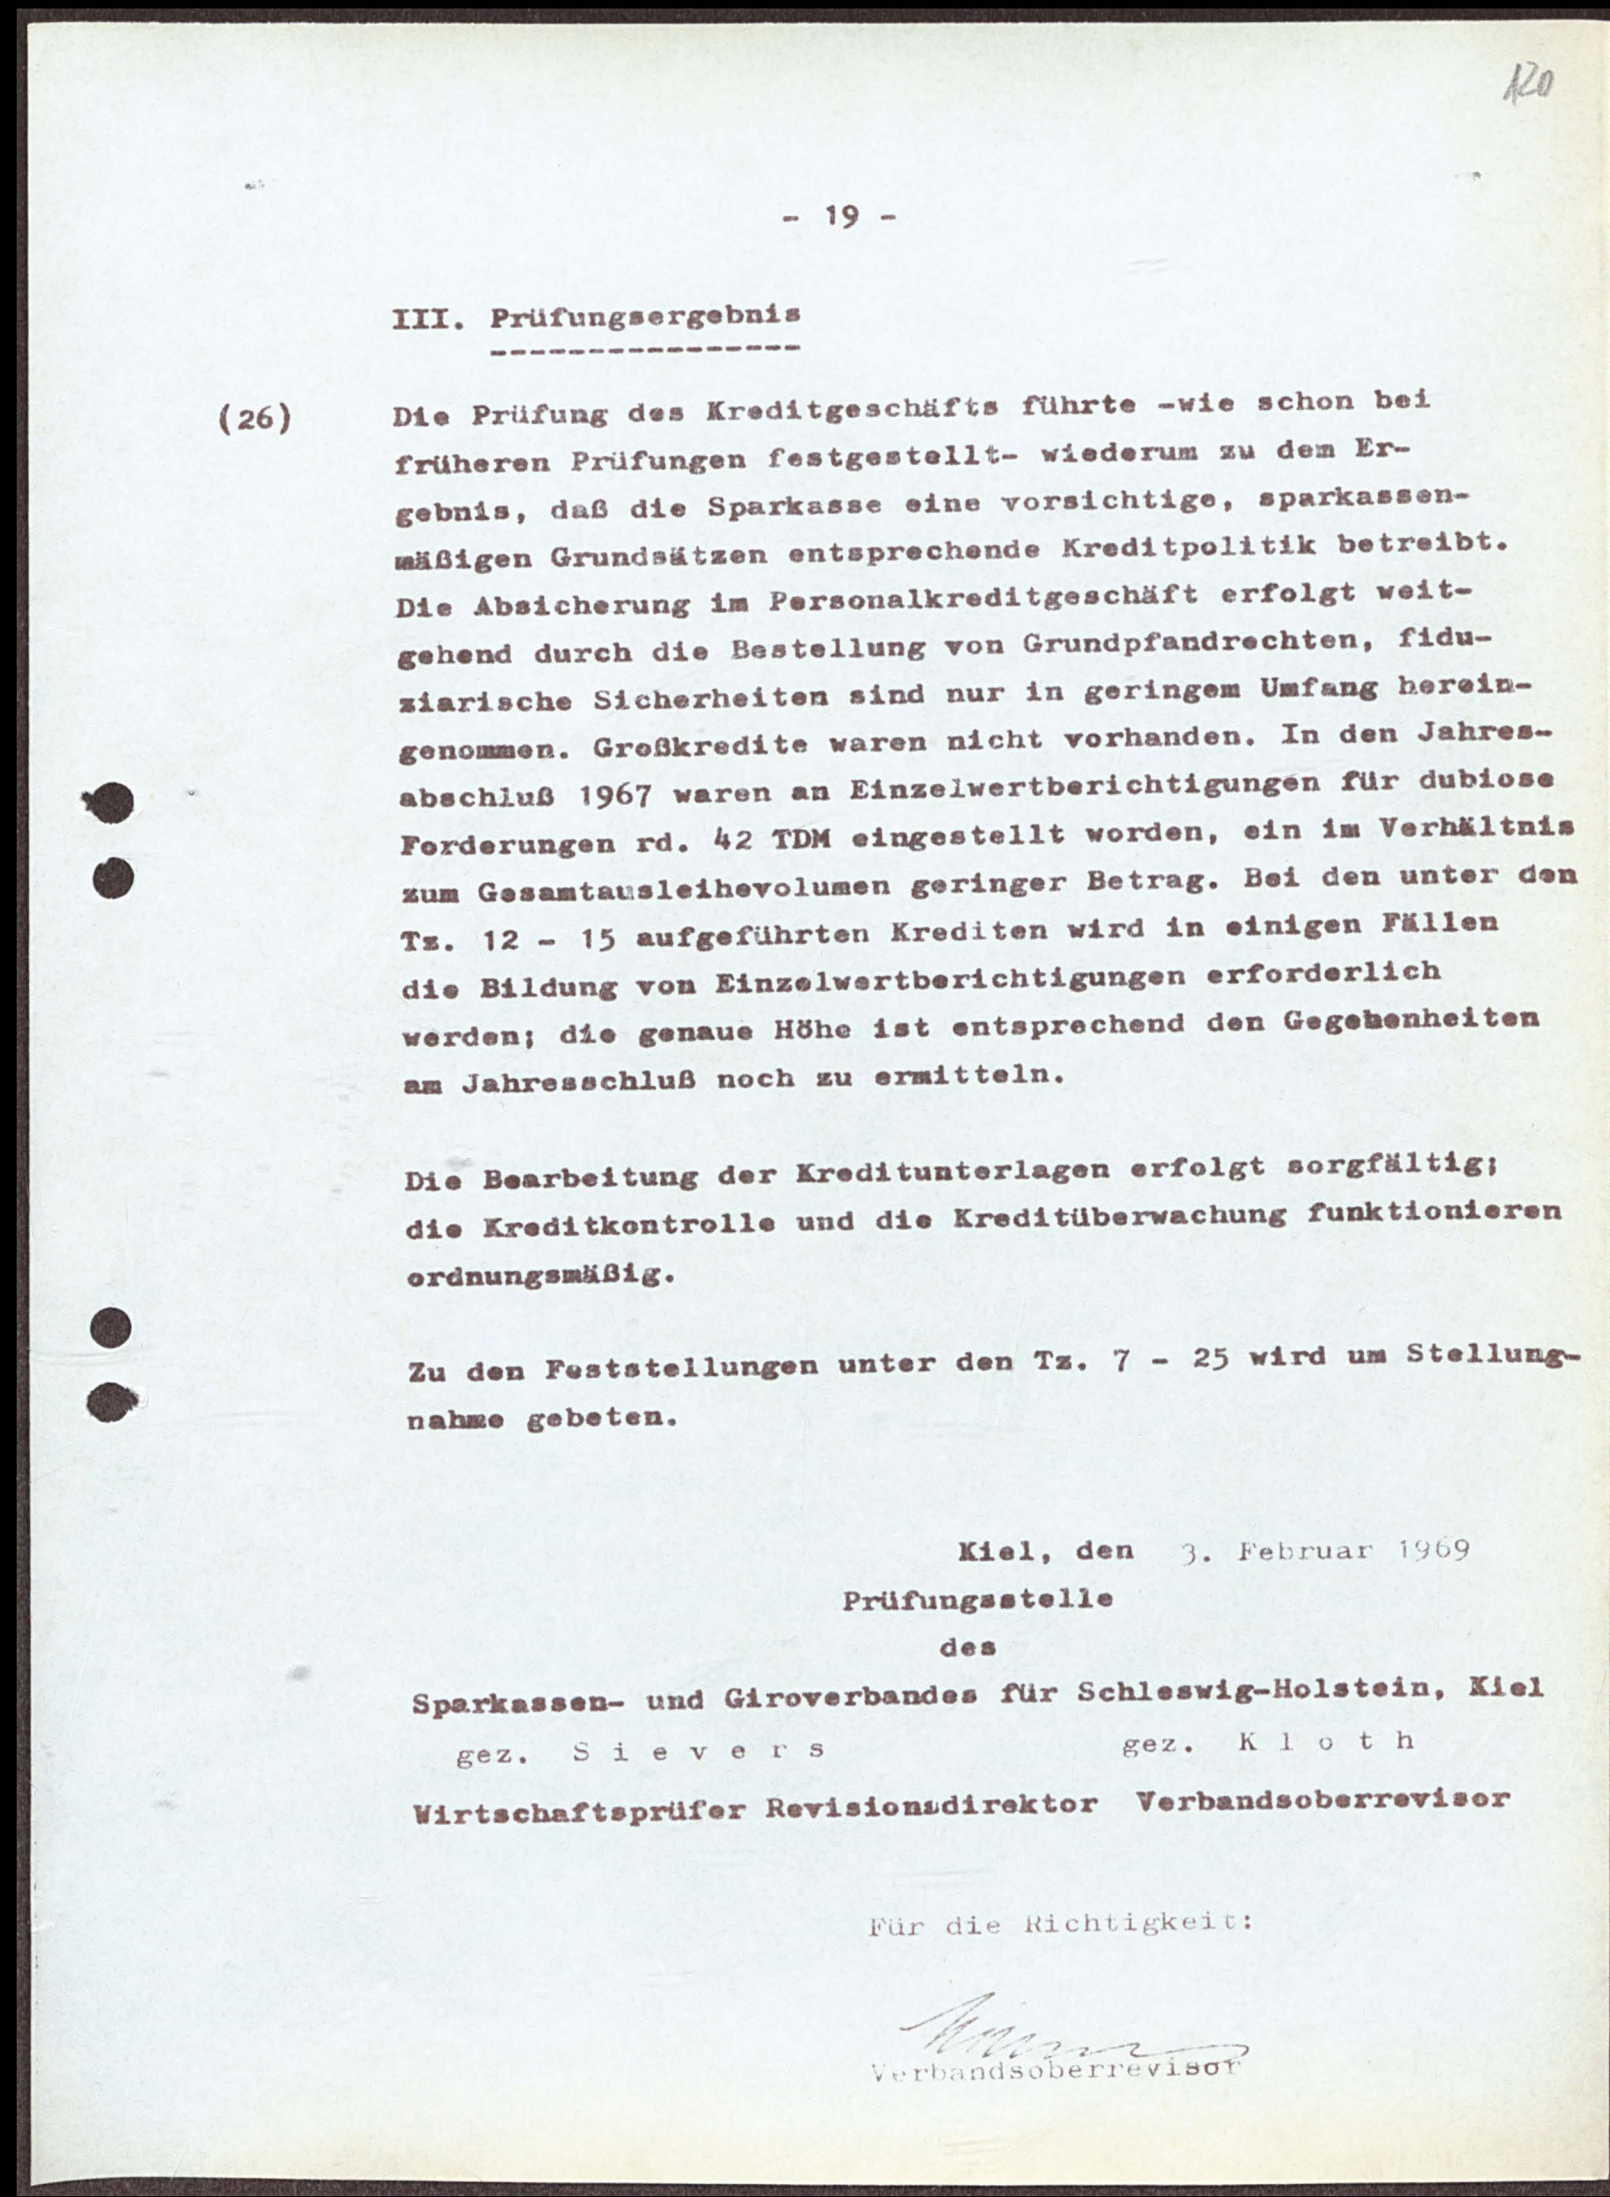 120
- 19 -
III. Prüfungsergebnis
-----------------
(26) Die Prüfung des Kreditgeschäfts führte -wie schon bei
früheren Prüfungen festgestellt- wiederum zu dem Er-
gebnis, daß die Sparkasse eine vorsichtige, sparkassen-
mäßigen Grundsätzen entsprechende Kreditpolitik betreibt.
Die Absicherung im Personalkreditgeschäft erfolgt weit-
gehend durch die Bestellung von Grundpfandrechten, fidu-
ziarische Sicherheiten sind nur in geringem Umfang herein-
genommen. Großkredite waren nicht vorhanden. In den Jahres-
abschluß 1967 waren an Einzelwertberichtigungen für dubiose
Forderungen rd. 42 TDM eingestellt worden, ein im Verhältnis
zum Gesamtausleihevolumen geringer Betrag. Bei den unter den
Tz. 12 - 15 aufgeführten Krediten wird in einigen Fällen
die Bildung von Einzelwertberichtigungen erforderlich
werden; die genaue Höhe ist entsprechend den Gegebenheiten
am Jahresschluß noch zu ermitteln.
Die Bearbeitung der Kreditunterlagen erfolgt sorgfältig;
die Kreditkontrolle und die Kreditüberwachung funktionieren
ordnungsmäßig.
Zu den Feststellungen unter den Tz. 7 - 25 wird um Stellung-
nahme gebeten.
Kiel, den 3. Februar 1969
Prüfungsstelle
des
Sparkassen- und Giroverbandes für Schleswig-Holstein, Kiel
gez. S i e v e r s gez. K l o t h
Wirtschaftsprüfer Revisionsdirektor Verbandsoberrevisor
Für die Richtigkeit:
Verbandsoberrevisor